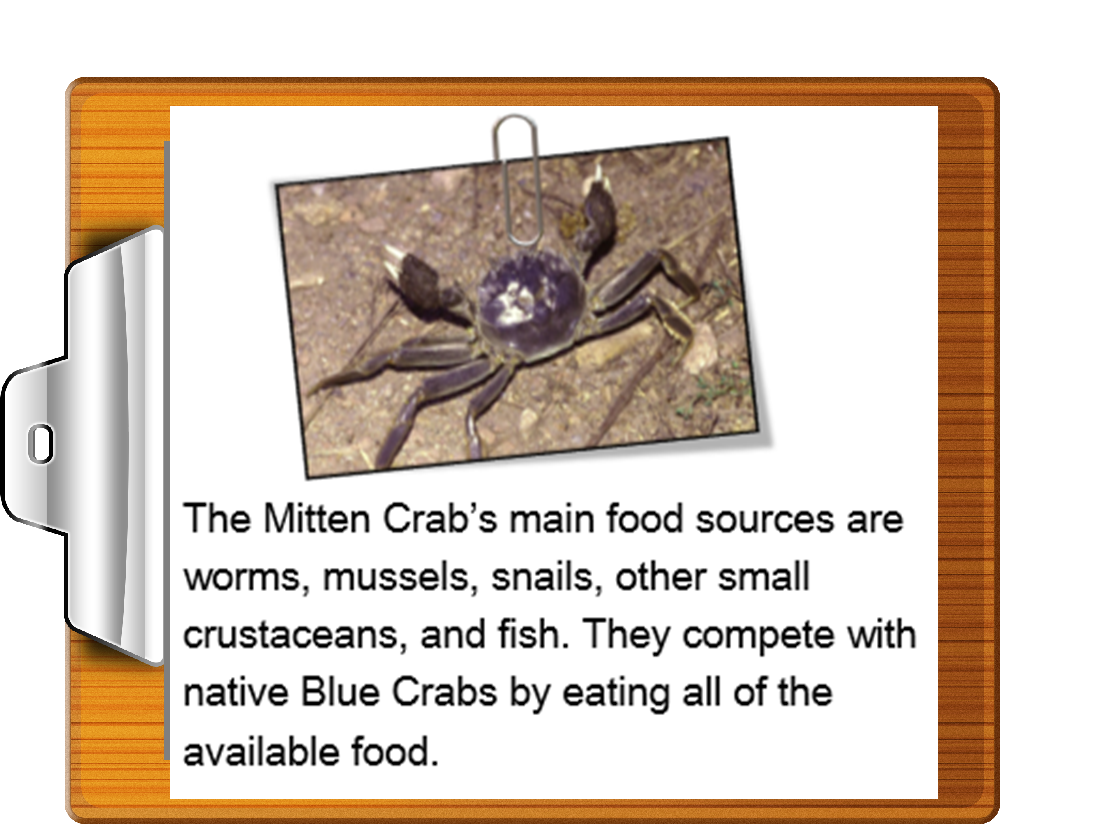 The Mitten Crab’s main food sources are
worms, mussels, snails, other small
crustaceans, and fish. They compete with
native Blue Crabs by eating all of the
available food.